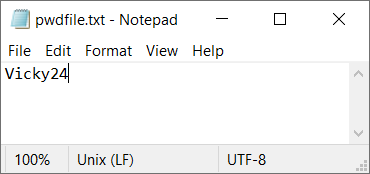 pwdfile.txt - Notepad
File Edit Format View Help
Vicky24
100% Unix (LF) UTF-8